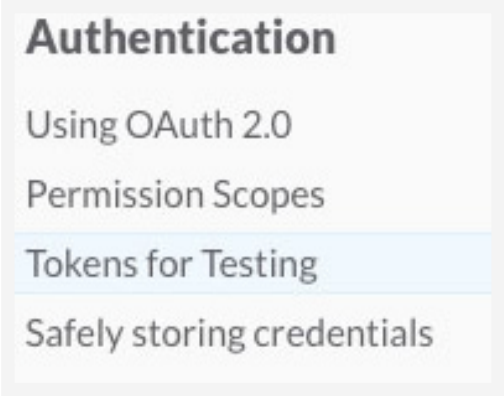 Authentication
Using OAuth 2.0
Permission Scopes
Tokens for Testing
Safely storing credentials